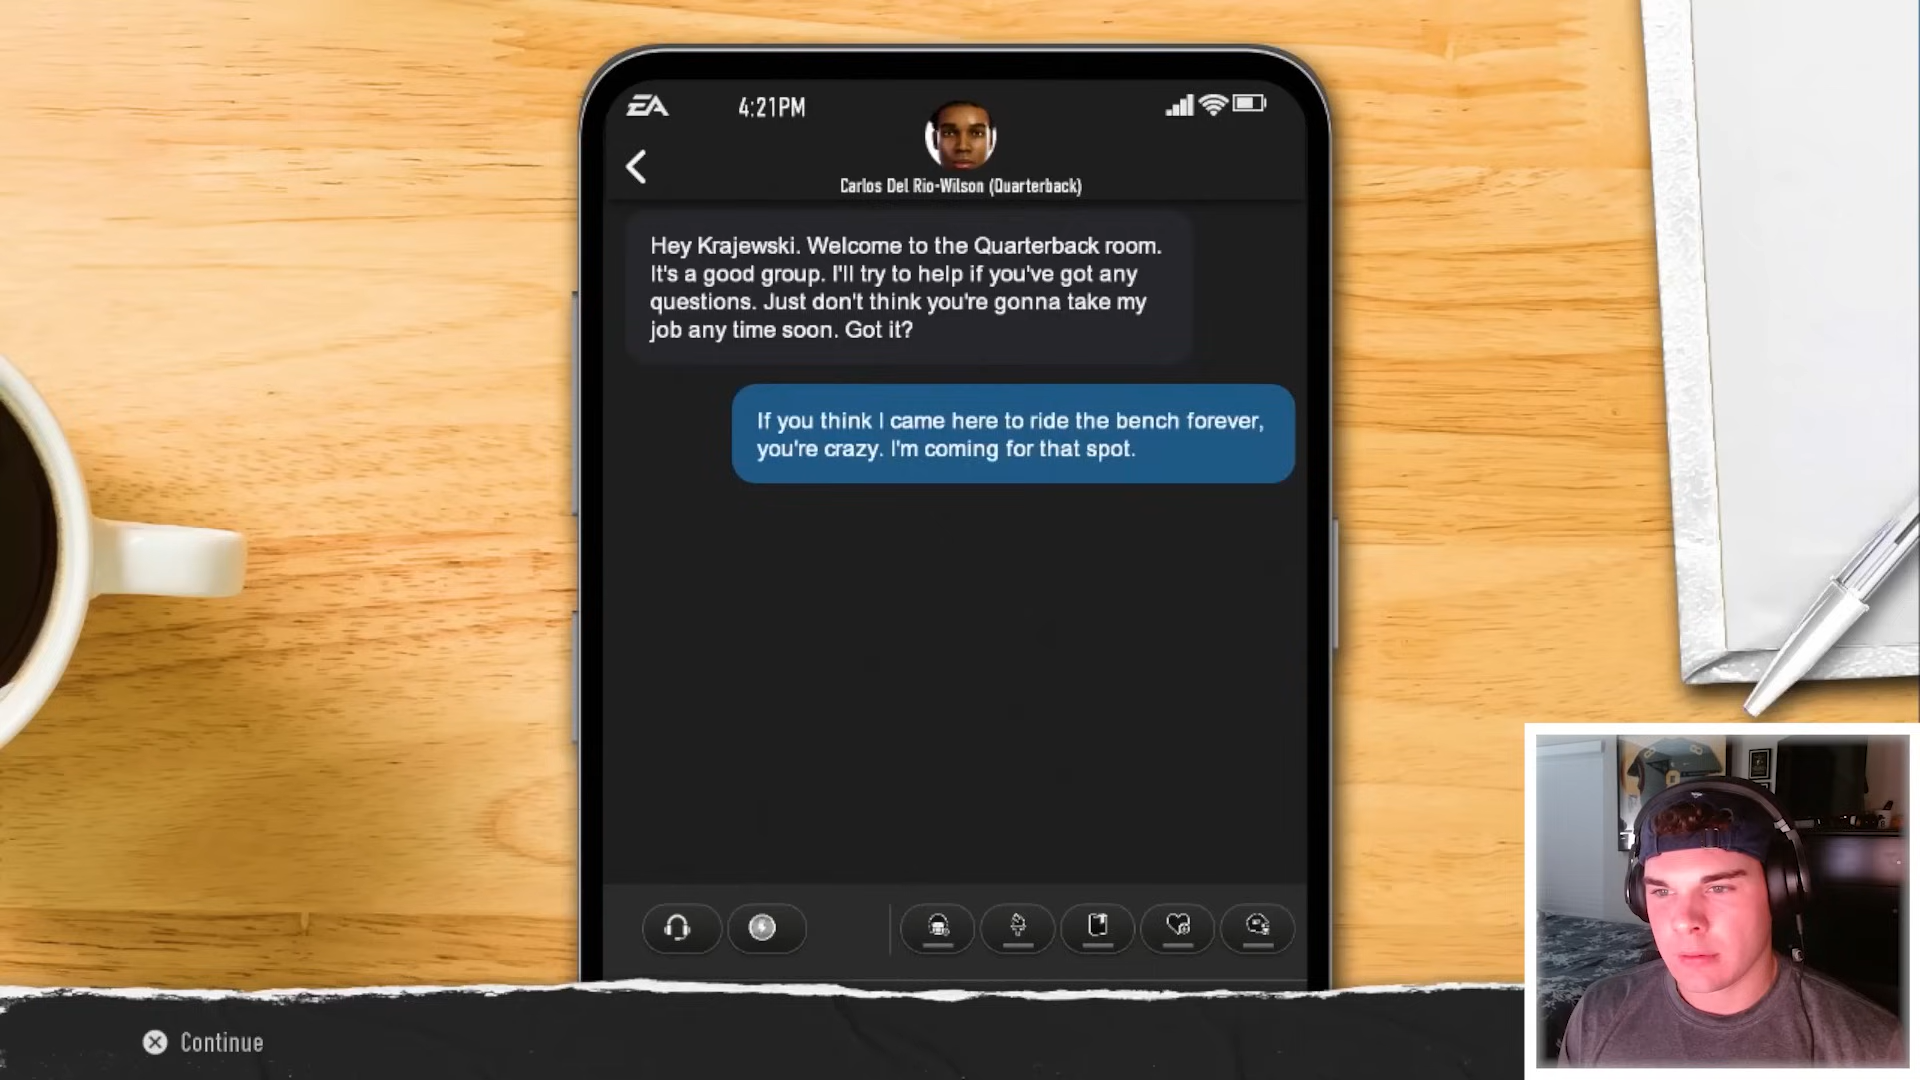 EA
4:21PM
Carlos Del Rio-Wilson (Quarterback)
Hey Krajewski. Welcome to the Quarterback room.
It's a good group. I'll try to help if you've got any
questions. Just don't think you're gonna take my
job any time soon. Got it?
If you think I came here to ride the bench forever,
you're crazy. I'm coming for that spot.
Continue